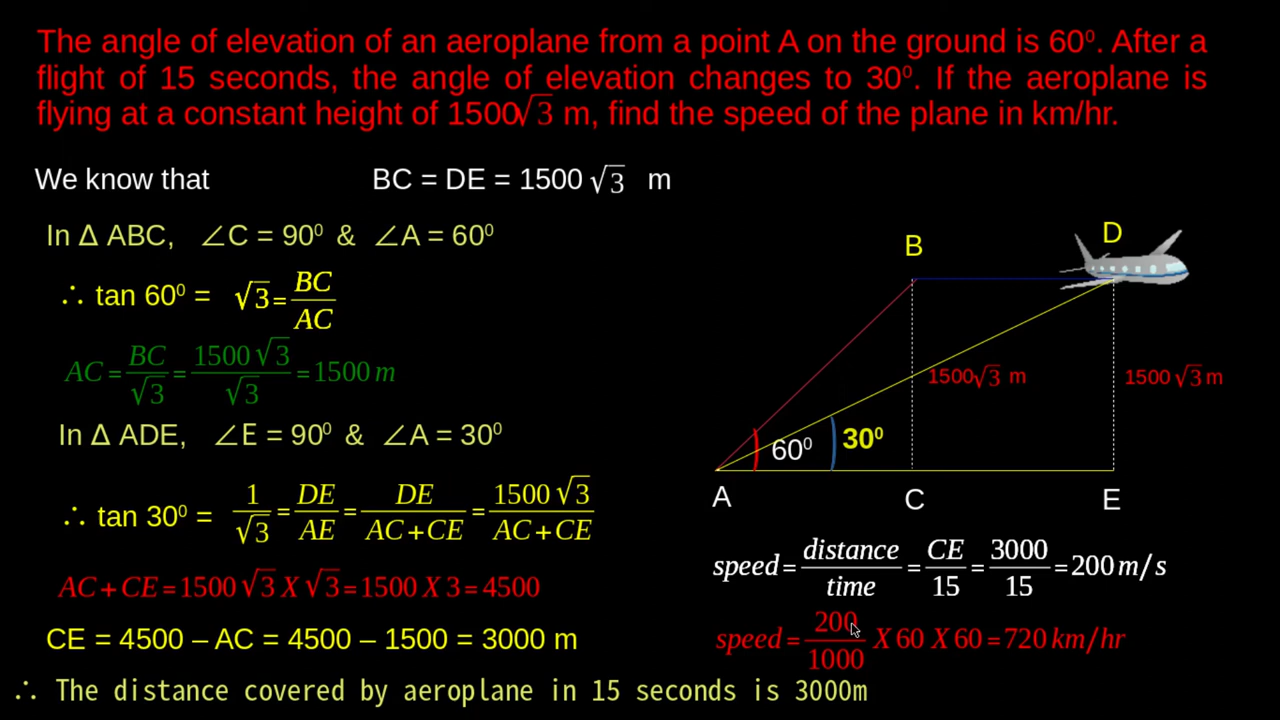 The angle of elevation of an aeroplane from a point A on the ground is 60⁰. After a
flight of 15 seconds, the angle of elevation changes to 30⁰. If the aeroplane is
flying at a constant height of 1500√3 m, find the speed of the plane in km/hr.
We know that BC = DE = 1500 √3 m
In Δ ABC, ∠C = 90⁰ & ∠A = 60⁰
∴ tan 60⁰ = √3 = BC/AC
AC = BC/√3 = 1500√3/√3 = 1500 m
In Δ ADE, ∠E = 90⁰ & ∠A = 30⁰
∴ tan 30⁰ = 1/√3 = DE/AE = DE/(AC+CE) = 1500√3/(AC+CE)
AC+CE=1500√3 X √3=1500 X 3=4500
CE = 4500 – AC = 4500 – 1500 = 3000 m
∴ The distance covered by aeroplane in 15 seconds is 3000m
B
D
1500√3 m
1500√3 m
60⁰
30⁰
A
C
E
speed = distance/time = CE/15 = 3000/15 = 200 m/s
speed = 200/1000 X 60 X 60 = 720 km/hr